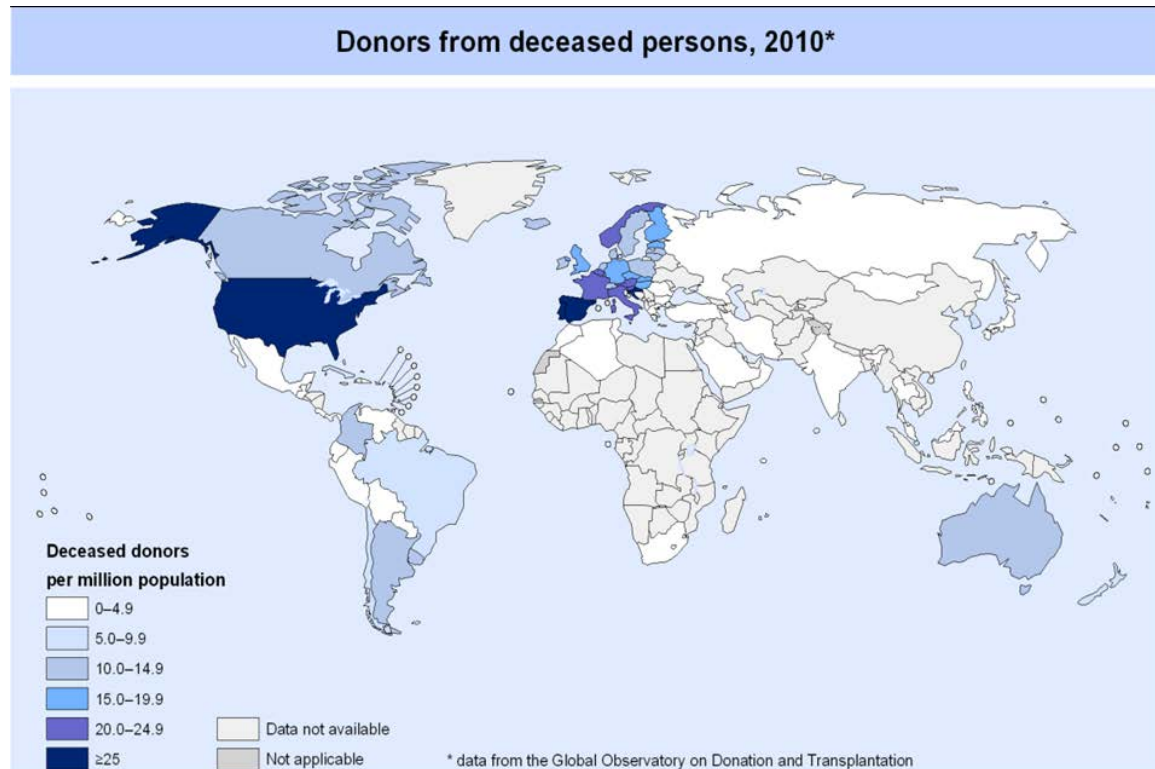 Donors from deceased persons, 2010*
Deceased donors
per million population
0–4.9
5.0–9.9
10.0–14.9
15.0–19.9
20.0–24.9
≥25
Data not available
Not applicable
* data from the Global Observatory on Donation and Transplantation